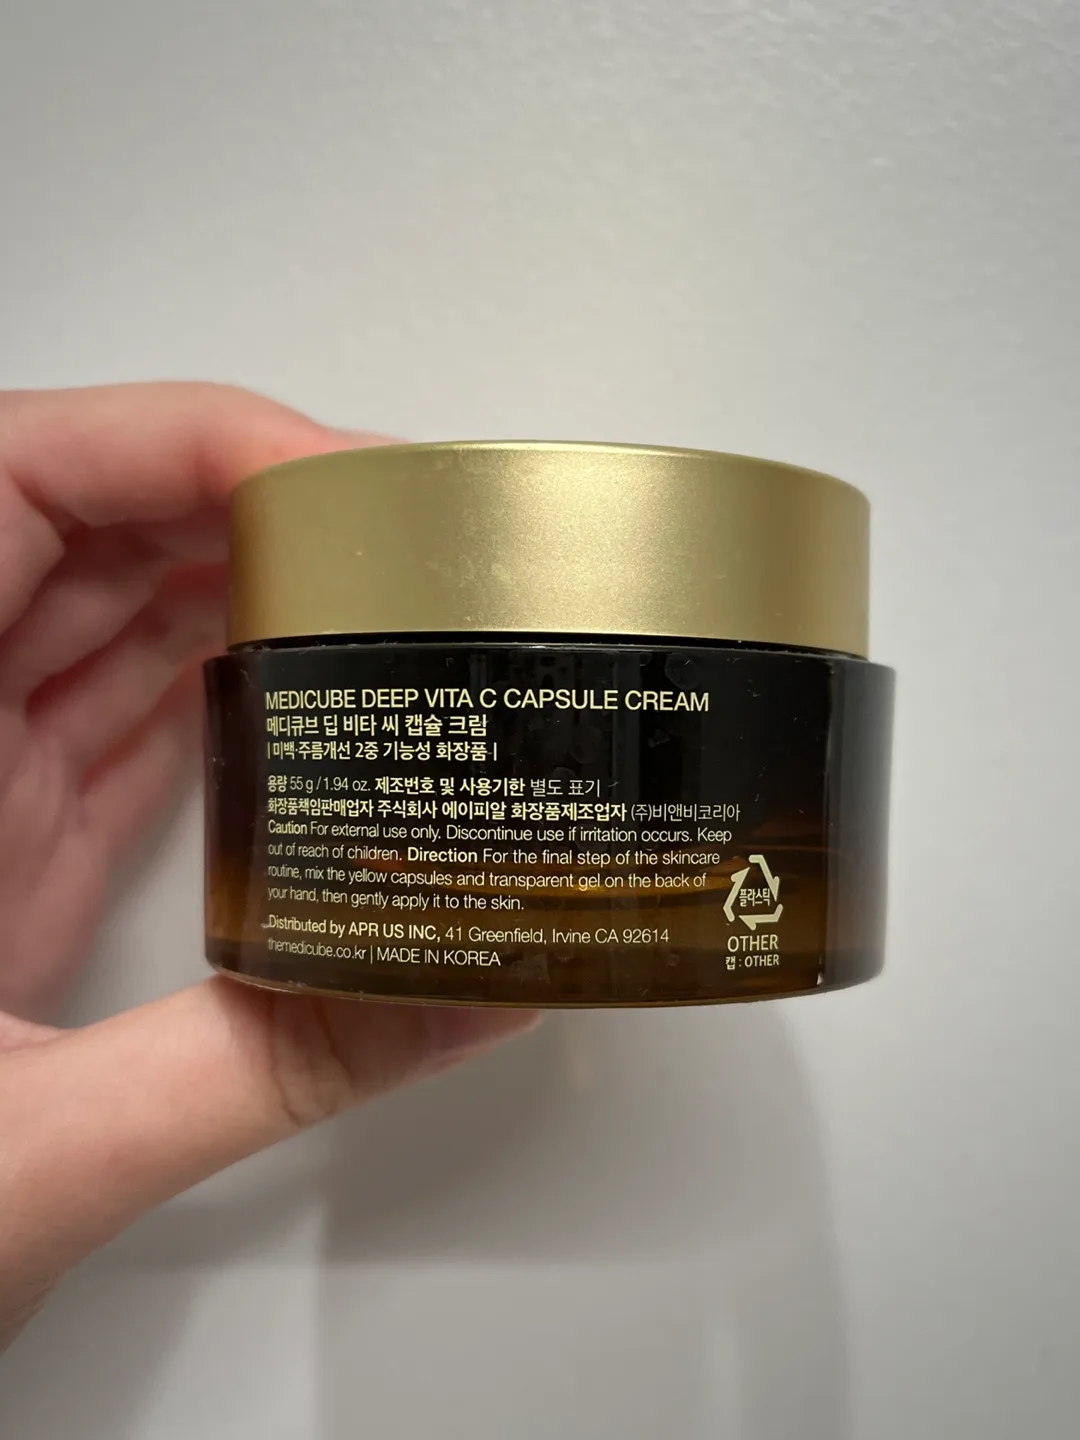 MEDICUBE DEEP VITA C CAPSULE CREAM
메디큐브 딥 비타 씨 캡슐 크림
| 미백·주름개선 2중 기능성 화장품 |
용량 55 g / 1.94 oz. 제조번호 및 사용기한 별도 표기
화장품책임판매업자 주식회사 에이피알 화장품제조업자 (주)비앤비코리아
Caution For external use only. Discontinue use if irritation occurs. Keep
out of reach of children. Direction For the final step of the skincare
routine, mix the yellow capsules and transparent gel on the back of
your hand, then gently apply it to the skin.
Distributed by APR US INC, 41 Greenfield, Irvine CA 92614
themedicube.co.kr | MADE IN KOREA
플라스틱
OTHER
캡 : OTHER